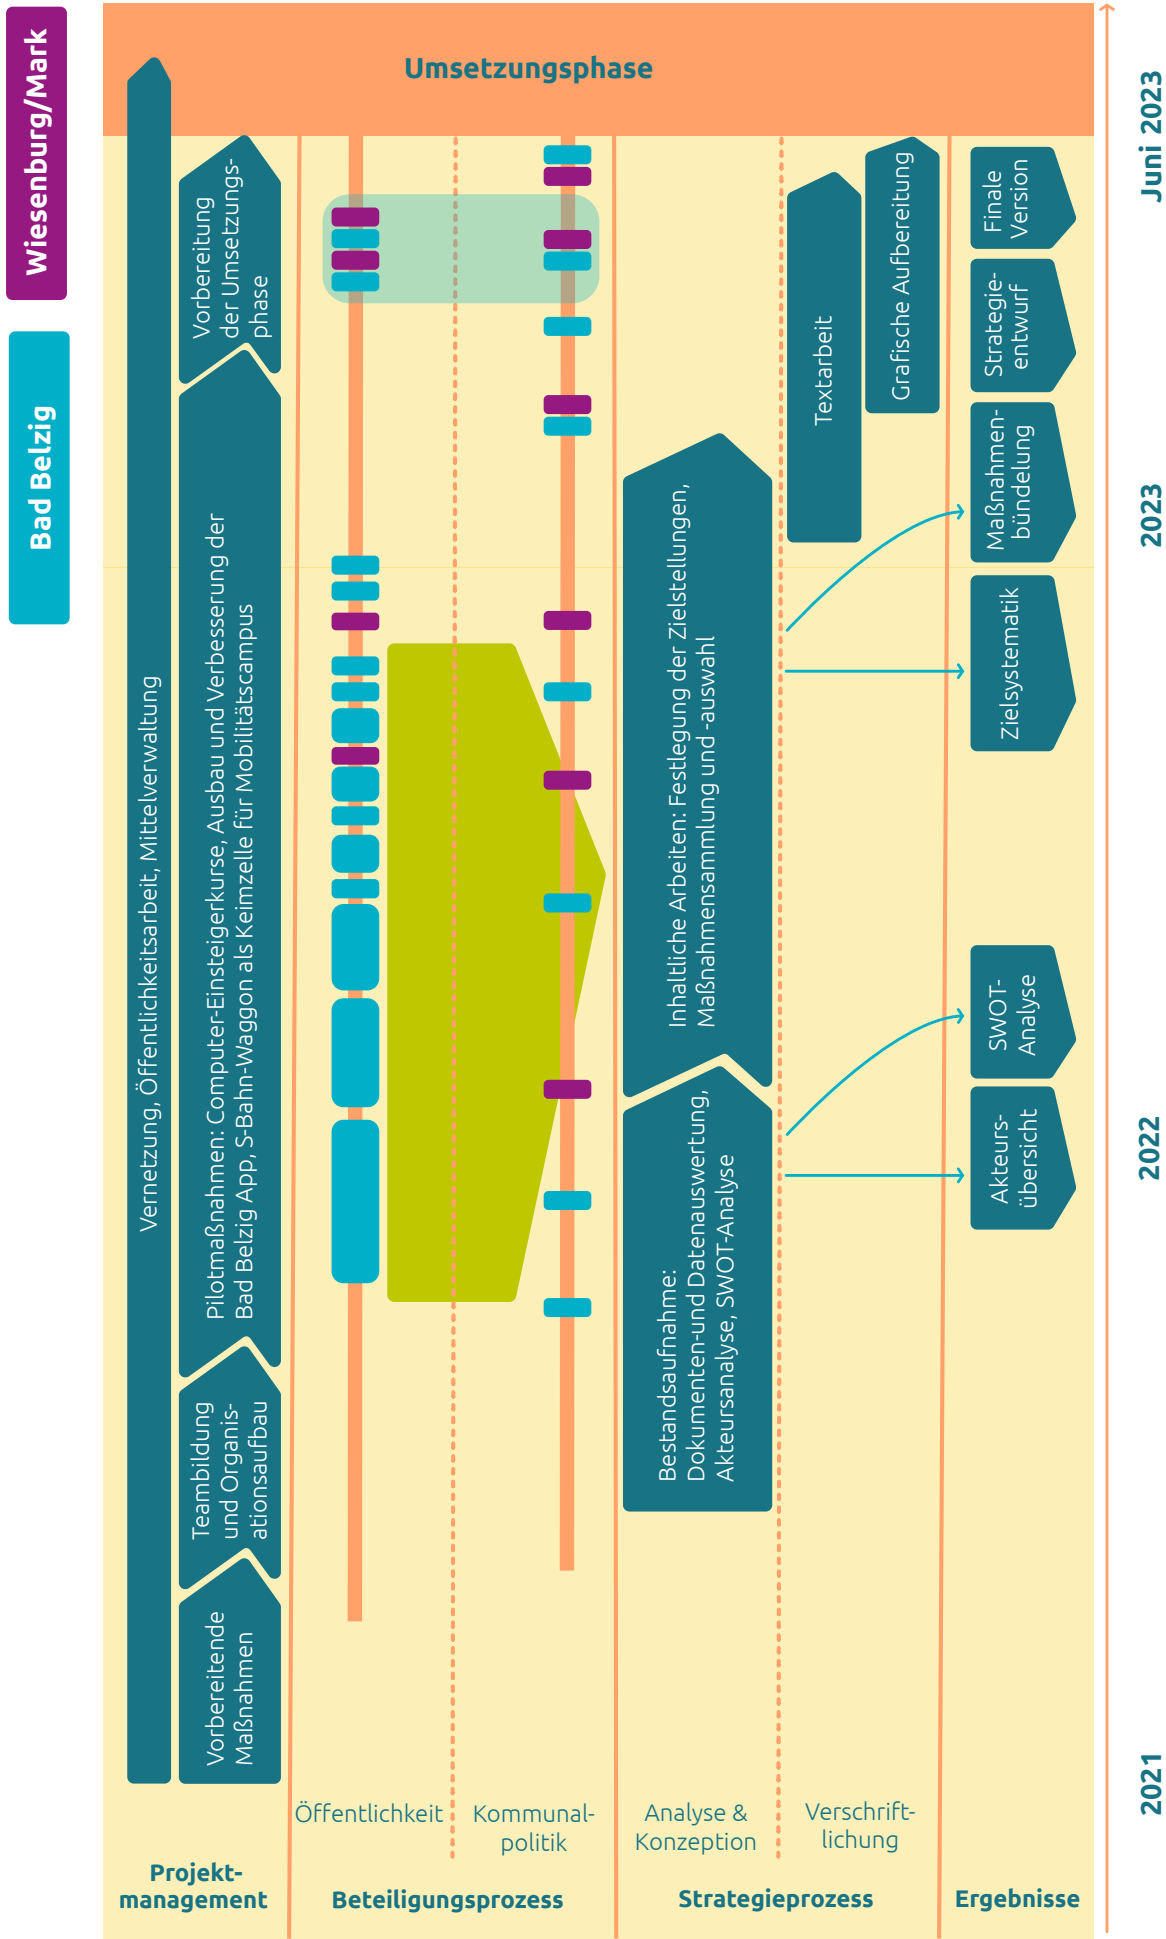 Wiesenburg/Mark
Bad Belzig
Umsetzungsphase
Vernetzung, Öffentlichkeitsarbeit, Mittelverwaltung
Vorbereitung
der Umsetzungs-
phase
Pilotmaßnahmen: Computer-Einsteigerkurse, Ausbau und Verbesserung der
Bad Belzig App, S-Bahn-Waggon als Keimzelle für Mobilitätscampus
Teambildung
und Organis-
ationsaufbau
Vorbereitende
Maßnahmen
Inhaltliche Arbeiten: Festlegung der Zielstellungen,
Maßnahmensammlung und -auswahl
Bestandsaufnahme:
Dokumenten-und Datenauswertung,
Akteursanalyse, SWOT-Analyse
Textarbeit
Grafische Aufbereitung
Finale
Version
Strategie-
entwurf
Maßnahmen-
bündelung
Zielsystematik
SWOT-
Analyse
Akteurs-
übersicht
Juni 2023
2023
2022
2021
Öffentlichkeit
Kommunal-
politik
Analyse &
Konzeption
Verschrift-
lichung
Projekt-
management
Beteiligungsprozess
Strategieprozess
Ergebnisse